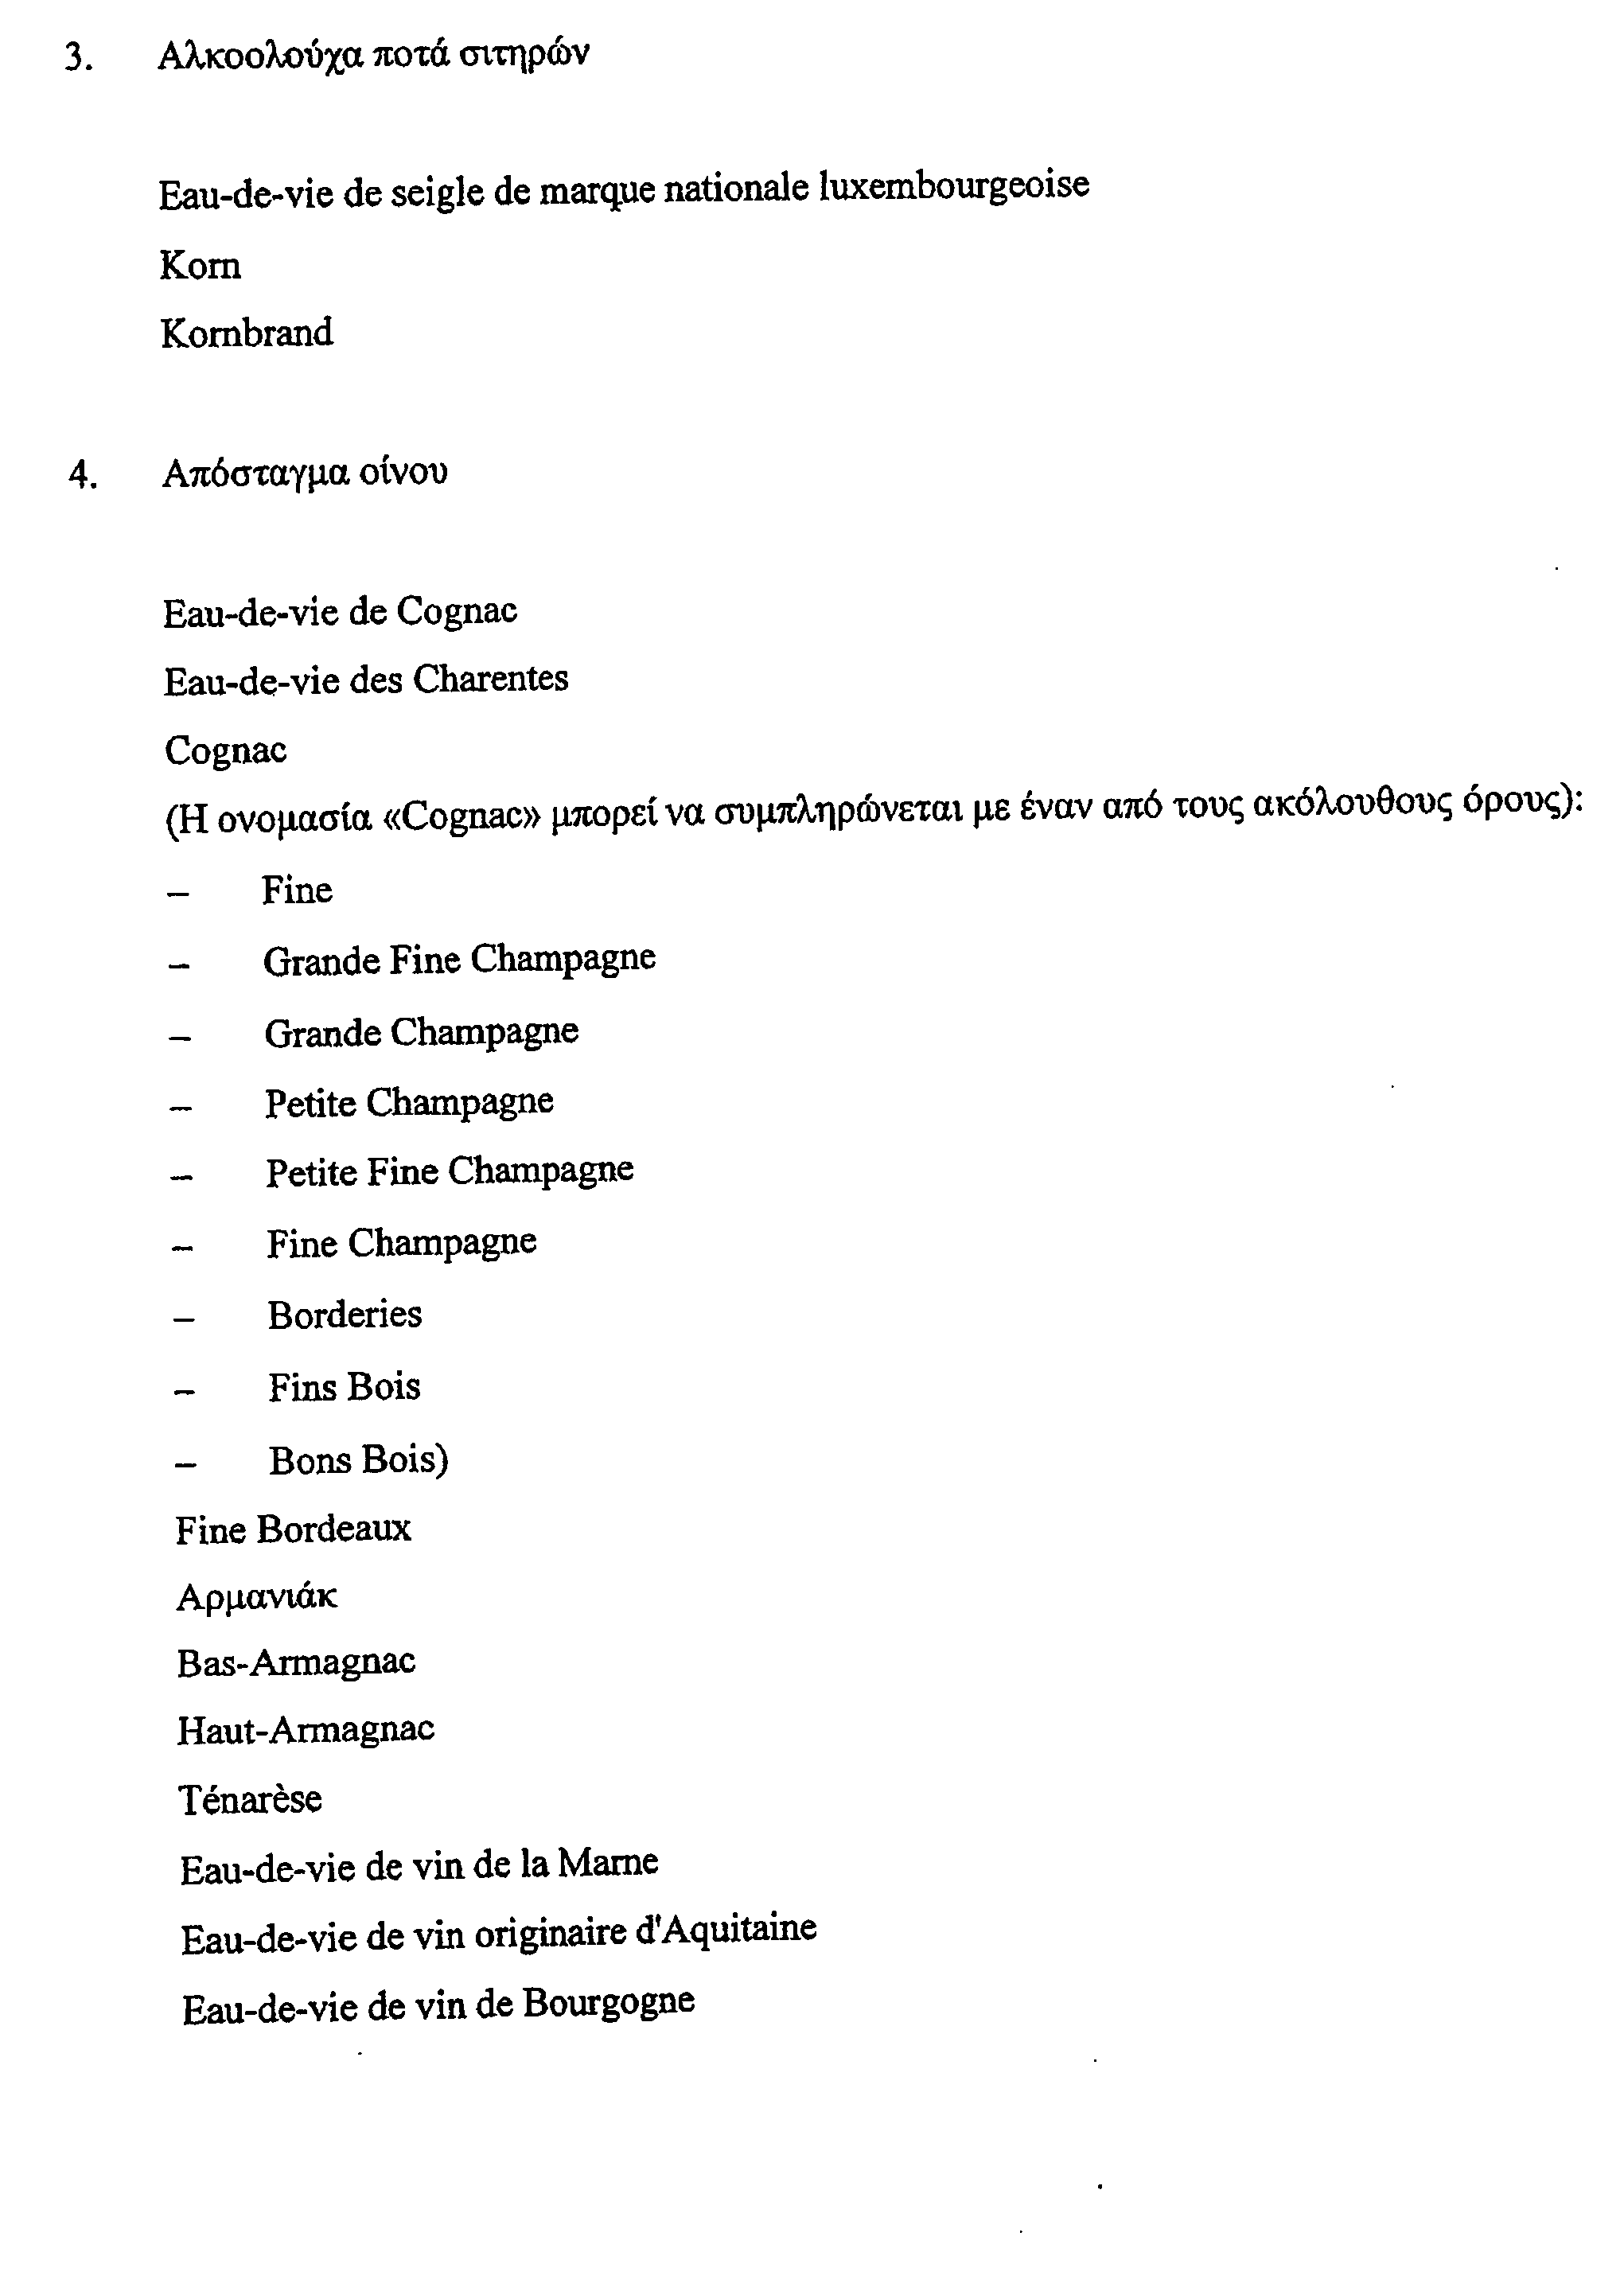 3. Αλκοολούχα ποτά σιτηρών
Eau-de-vie de seigle de marque nationale luxembourgeoise
Korn
Kornbrand
4. Απόσταγμα οίνου
Eau-de-vie de Cognac
Eau-de-vie des Charentes
Cognac
(Η ονομασία «Cognac» μπορεί να συμπληρώνεται με έναν από τους ακόλουθους όρους):
– Fine
– Grande Fine Champagne
– Grande Champagne
– Petite Champagne
– Petite Fine Champagne
– Fine Champagne
– Borderies
– Fins Bois
– Bons Bois)
Fine Bordeaux
Αρμανιάκ
Bas-Armagnac
Haut-Armagnac
Ténarèse
Eau-de-vie de vin de la Marne
Eau-de-vie de vin originaire d'Aquitaine
Eau-de-vie de vin de Bourgogne